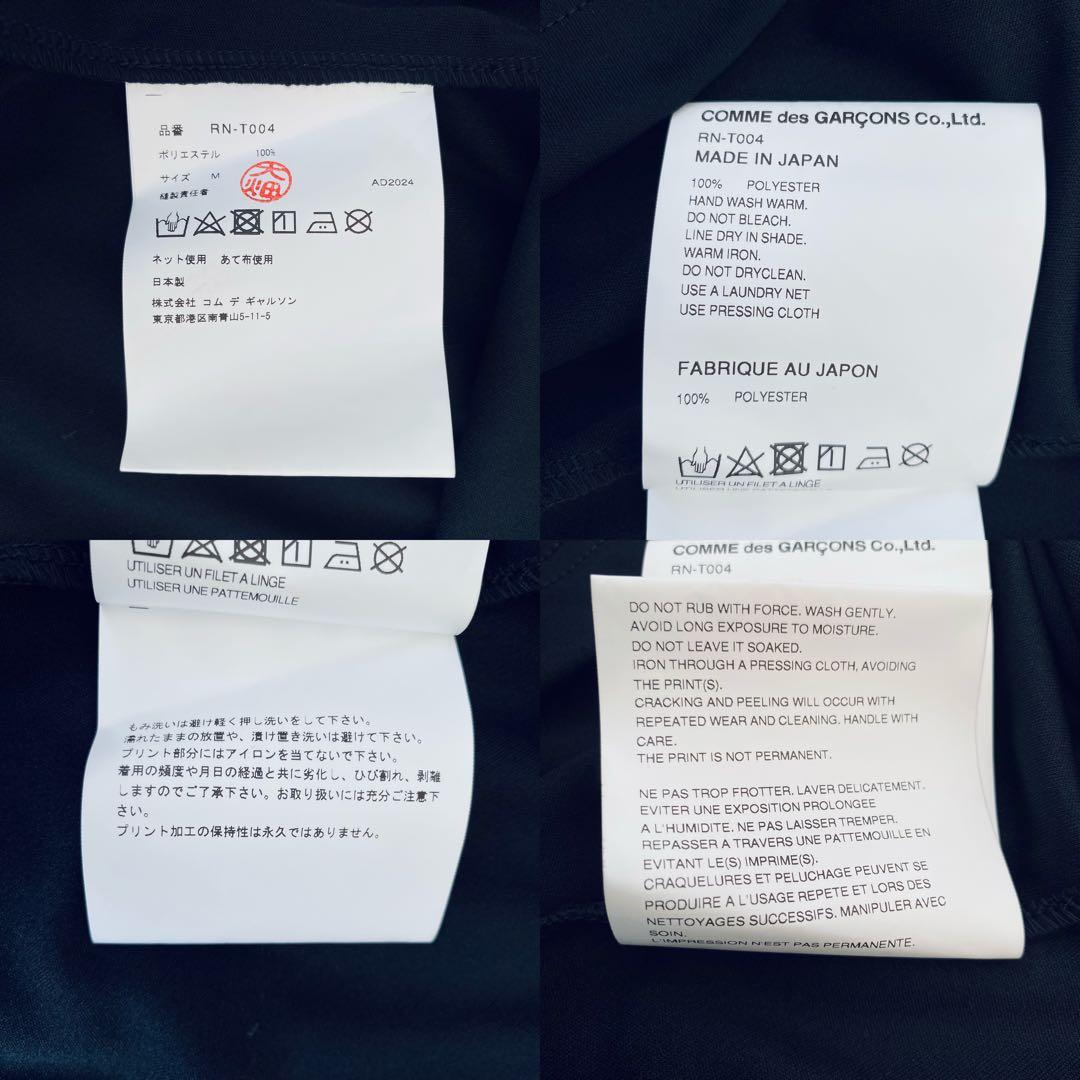 品番 RN-T004
ポリエステル 100%
サイズ M
縫製責任者
大畑
AD2024
ネット使用 あて布使用
日本製
株式会社 コム デ ギャルソン
東京都港区南青山5-11-5
COMME des GARÇONS Co.,Ltd.
RN-T004
MADE IN JAPAN
100% POLYESTER
HAND WASH WARM.
DO NOT BLEACH.
LINE DRY IN SHADE.
WARM IRON.
DO NOT DRYCLEAN.
USE A LAUNDRY NET
USE PRESSING CLOTH
FABRIQUE AU JAPON
100% POLYESTER
UTILISER UN FILET A LINGE
UTILISER UNE PATTEMOUILLE
UTILISER UN FILET A LINGE
UTILISER UNE PATTEMOUILLE
もみ洗いは避け軽く押し洗いをして下さい。
濡れたままの放置や、漬け置き洗いは避けて下さい。
プリント部分にはアイロンを当てないで下さい。
着用の頻度や月日の経過と共に劣化し、ひび割れ、剥離
しますのでご了承下さい。お取り扱いには充分ご注意下
さい。
プリント加工の保持性は永久ではありません。
COMME des GARÇONS Co.,Ltd.
RN-T004
DO NOT RUB WITH FORCE. WASH GENTLY.
AVOID LONG EXPOSURE TO MOISTURE.
DO NOT LEAVE IT SOAKED.
IRON THROUGH A PRESSING CLOTH, AVOIDING
THE PRINT(S).
CRACKING AND PEELING WILL OCCUR WITH
REPEATED WEAR AND CLEANING. HANDLE WITH
CARE.
THE PRINT IS NOT PERMANENT.
NE PAS TROP FROTTER. LAVER DELICATEMENT.
EVITER UNE EXPOSITION PROLONGEE
A L'HUMIDITE. NE PAS LAISSER TREMPER.
REPASSER A TRAVERS UNE PATTEMOUILLE EN
EVITANT LE(S) IMPRIME(S).
CRAQUELURES ET PELUCHAGE PEUVENT SE
PRODUIRE A L'USAGE REPETE ET LORS DES
NETTOYAGES SUCCESSIFS. MANIPULER AVEC
SOIN.
L'IMPRESSION N'EST PAS PERMANENTE.